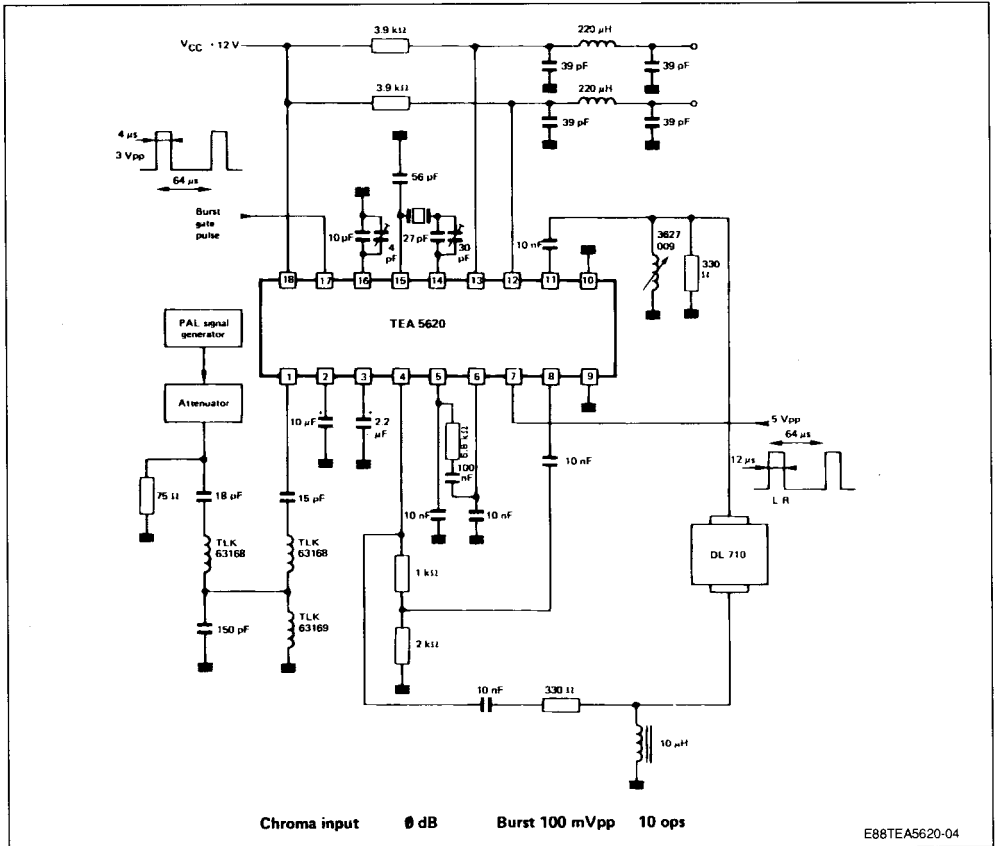 VCC · 12 V
3.9 kΩ
220 µH
39 pF
39 pF
3.9 kΩ
220 µH
39 pF
39 pF
4 µs
3 Vpp
64 µs
56 pF
Burst
gate
pulse
10 pF
4
pF
27 pF
30
pF
10 nF
3627
009
330
Ω
18 17 16 15 14 13 12 11 10
TEA 5620
1 2 3 4 5 6 7 8 9
PAL signal
generator
Attenuator
75 Ω
18 pF
15 pF
10 µF
+
2.2
µF
+
6.8 kΩ
100
nF
10 nF
10 nF
10 nF
5 Vpp
64 µs
12 µs
L R
TLK
63168
TLK
63168
DL 710
1 kΩ
150 pF
TLK
63169
2 kΩ
10 nF
330 Ω
10 µH
Chroma input 0 dB Burst 100 mVpp 10 ops
E88TEA5620-04